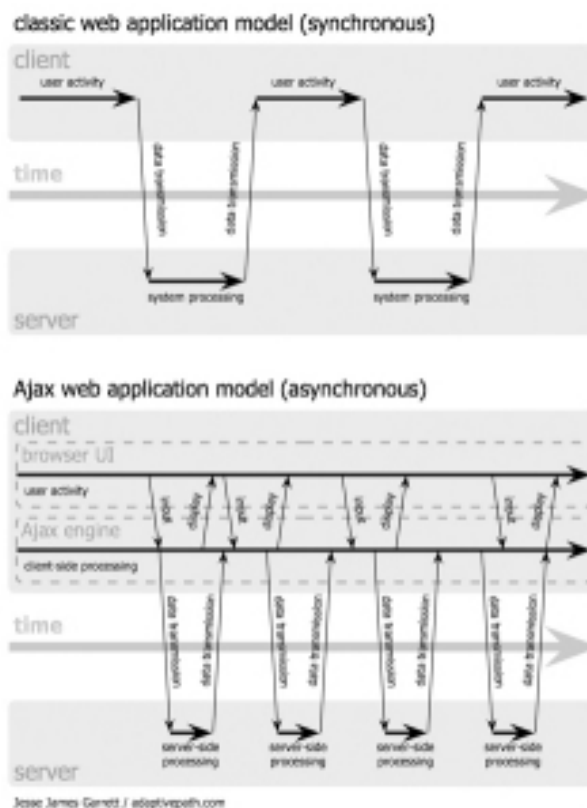 classic web application model (synchronous)
client
user activity
user activity
user activity
data transmission
data transmission
data transmission
data transmission
time
system processing
system processing
server
Ajax web application model (asynchronous)
client
browser UI
user activity
input
display
input
display
input
display
input
display
Ajax engine
client-side processing
data transmission
data transmission
data transmission
data transmission
data transmission
data transmission
data transmission
data transmission
time
server-side
processing
server-side
processing
server-side
processing
server-side
processing
server
Jesse James Garrett / adaptivepath.com